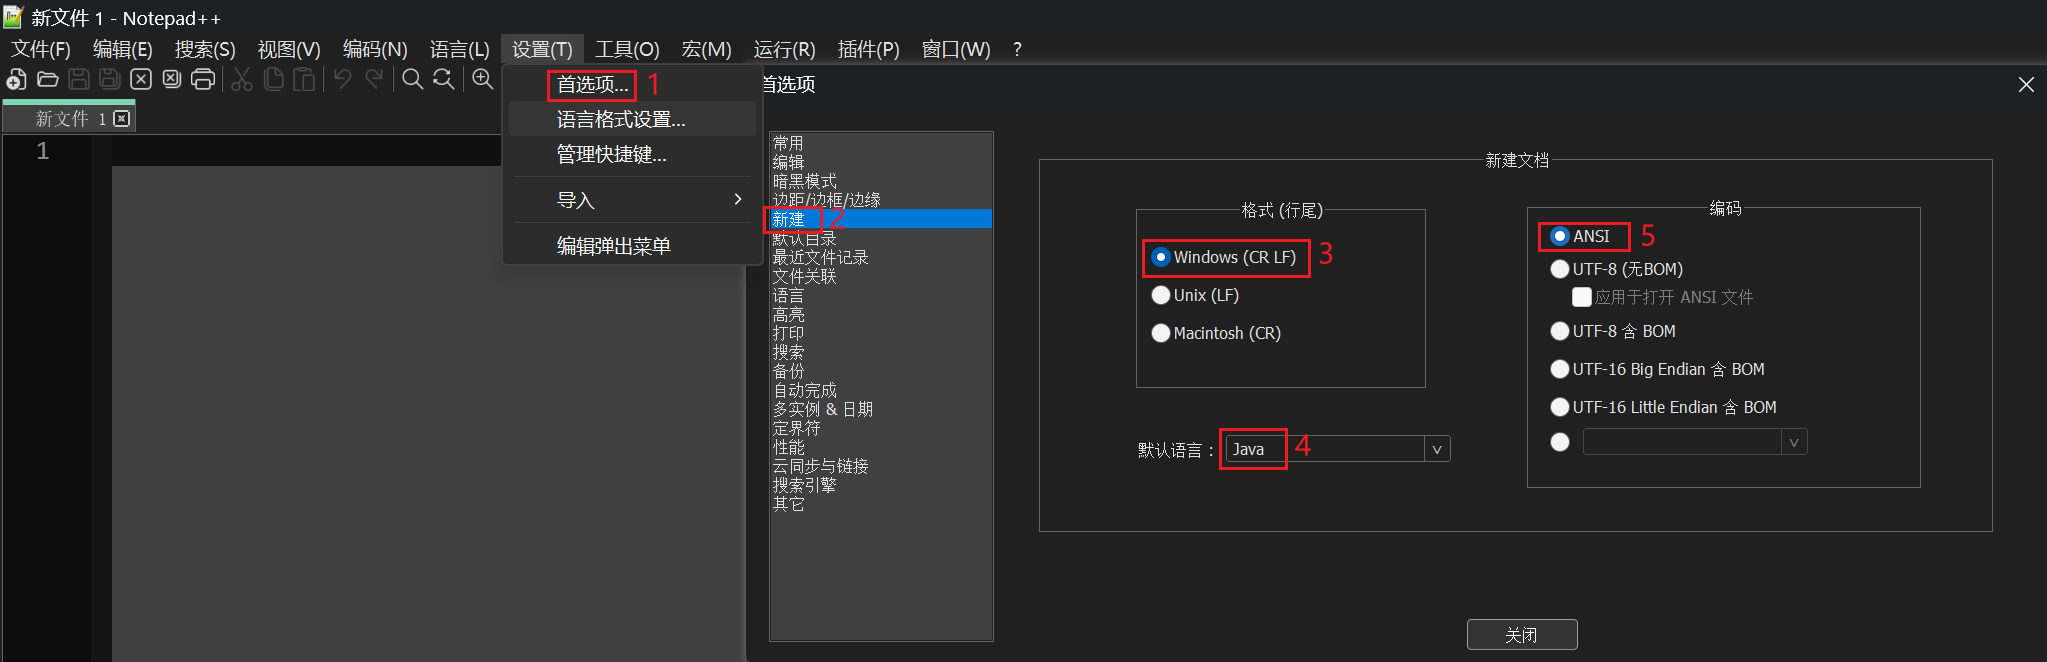 新文件 1 - Notepad++
文件(F) 编辑(E) 搜索(S) 视图(V) 编码(N) 语言(L) 设置(T) 工具(O) 宏(M) 运行(R) 插件(P) 窗口(W) ?
新文件 1
1
首选项... 1
语言格式设置...
管理快捷键...
导入
编辑弹出菜单
首选项
常用
编辑
暗黑模式
边距/边框/边缘
新建 2
默认目录
最近文件记录
文件关联
语言
高亮
打印
搜索
备份
自动完成
多实例 & 日期
定界符
性能
云同步与链接
搜索引擎
其它
新建文档
格式 (行尾)
Windows (CR LF) 3
Unix (LF)
Macintosh (CR)
默认语言： Java 4
编码
ANSI 5
UTF-8 (无BOM)
应用于打开 ANSI 文件
UTF-8 含 BOM
UTF-16 Big Endian 含 BOM
UTF-16 Little Endian 含 BOM
关闭